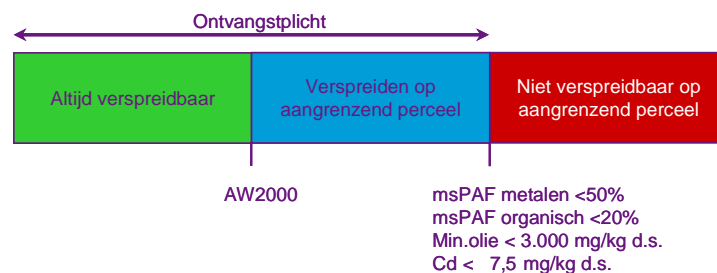 Ontvangstplicht
Altijd verspreidbaar
Verspreiden op
aangrenzend perceel
Niet verspreidbaar op
aangrenzend perceel
AW2000
msPAF metalen <50%
msPAF organisch <20%
Min.olie < 3.000 mg/kg d.s.
Cd < 7,5 mg/kg d.s.